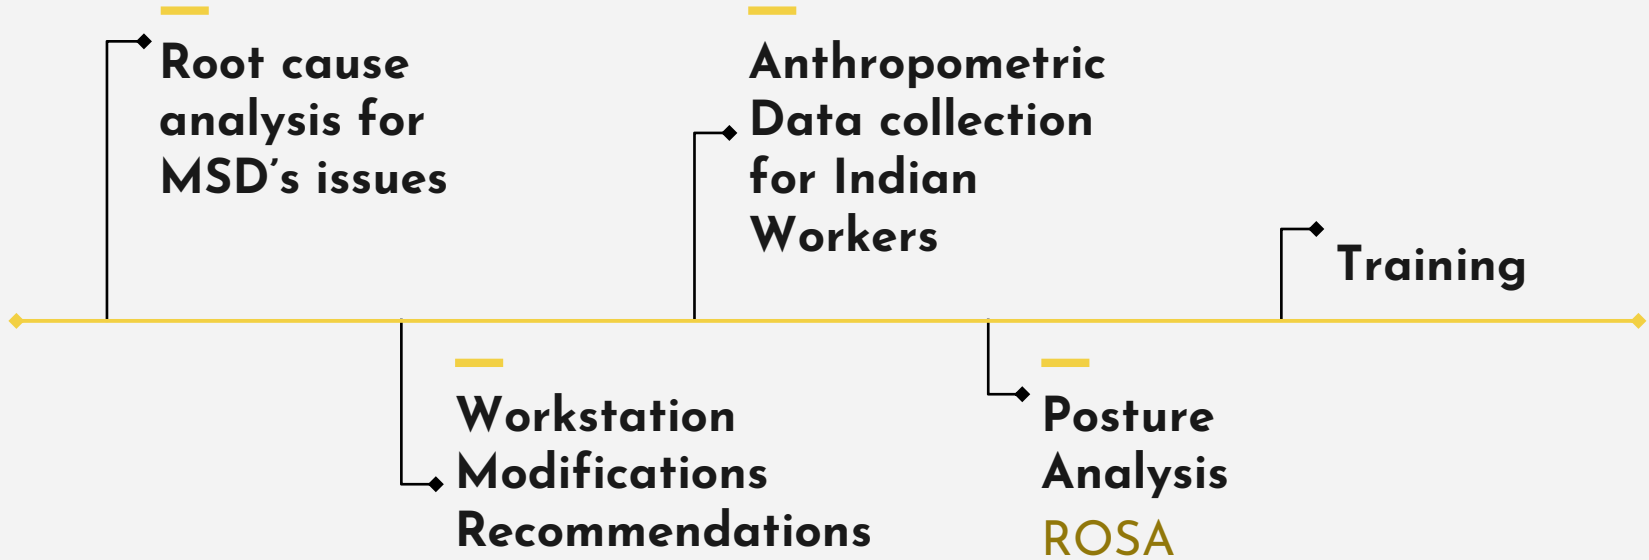 Root cause
analysis for
MSD's issues
Workstation
Modifications
Recommendations
Anthropometric
Data collection
for Indian
Workers
Posture
Analysis
ROSA
Training